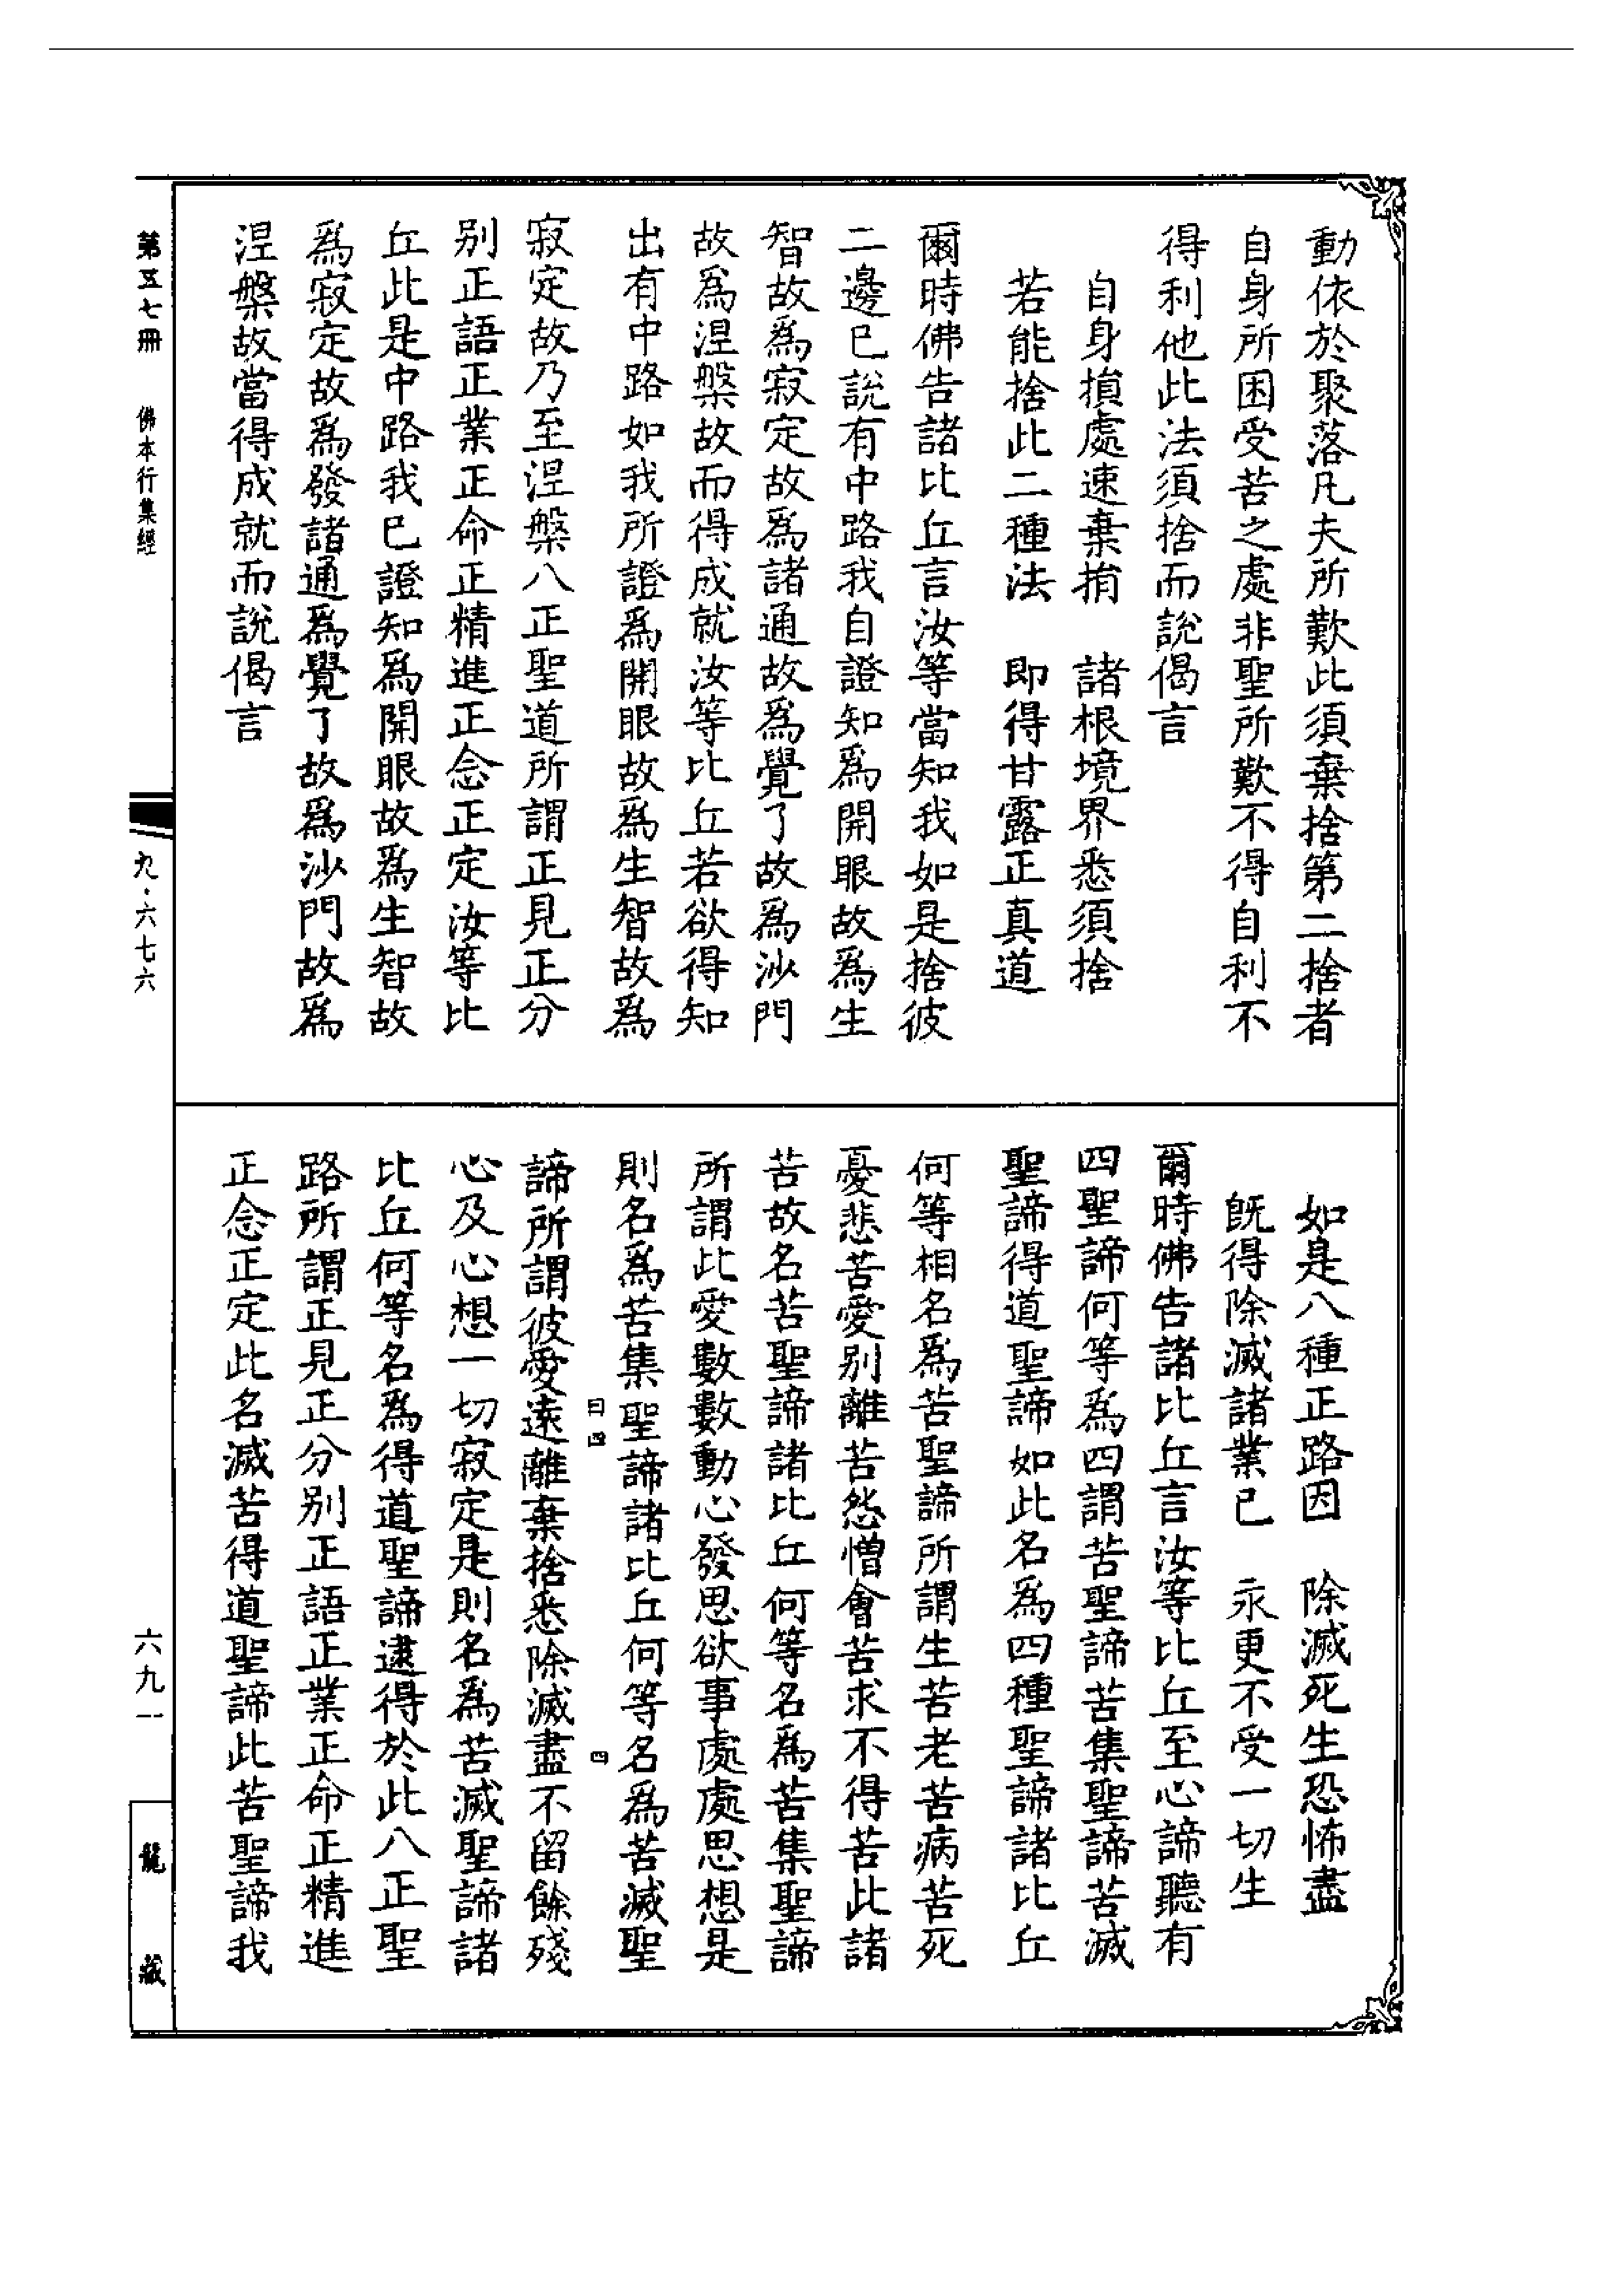 動依於聚落凡夫所歎此須棄捨第二捨者
自身所困受苦之處非聖所歎不得自利不
得利他此法須捨而說偈言
自身損處速棄捐　諸根境界悉須捨
若能捨此二種法　即得甘露正真道
爾時佛告諸比丘言汝等當知我如是捨彼
二邊已說有中路我自證知爲開眼故爲生
智故爲寂定故爲諸通故爲覺了故爲沙門
故爲涅槃故而得成就汝等比丘若欲得知
出有中路如我所證爲開眼故爲生智故爲
寂定故乃至涅槃八正聖道所謂正見正分
别正語正業正命正精進正念正定汝等比
丘此是中路我已證知爲開眼故爲生智故
爲寂定故爲發諸通爲覺了故爲沙門故爲
涅槃故當得成就而說偈言
如是八種正路因　除滅死生恐怖盡
既得除滅諸業已　永更不受一切生
爾時佛告諸比丘言汝等比丘至心諦聽有
四聖諦何等爲四謂苦聖諦苦集聖諦苦滅
聖諦得道聖諦如此名爲四種聖諦諸比丘
何等相名爲苦聖諦所謂生苦老苦病苦死
憂悲苦愛别離苦怨憎會苦求不得苦此諸
苦故名苦聖諦諸比丘何等名爲苦集聖諦
所謂此愛數數動心發思欲事處處思想是
則名爲苦集聖諦諸比丘何等名爲苦滅聖
曰四　四
諦所謂彼愛遠離棄捨悉除滅盡不留餘殘
心及心想一切寂定是則名爲苦滅聖諦諸
比丘何等名爲得道聖諦逮得於此八正聖
路所謂正見正分别正語正業正命正精進
正念正定此名滅苦得道聖諦此苦聖諦我
第五七冊　佛本行集經
九·六七六
六九一
龍藏